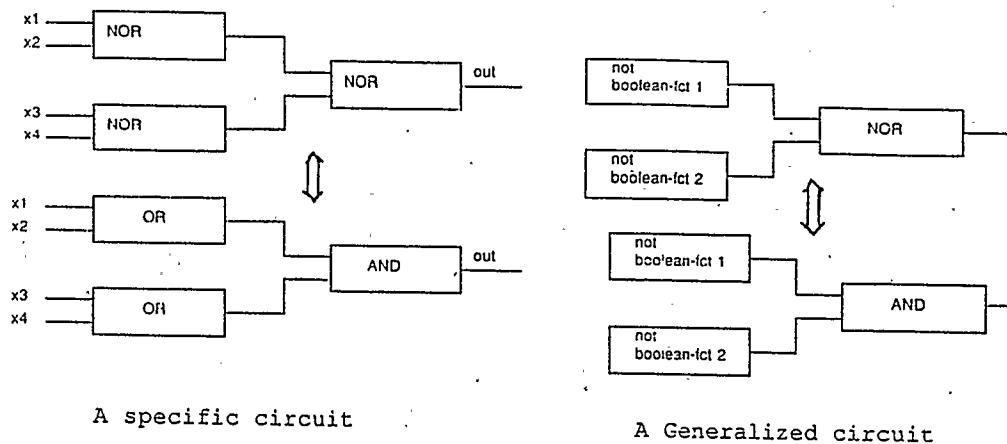 x1
x2
NOR
x3
x4
NOR
NOR
out
x1
x2
OR
x3
x4
OR
AND
out
A specific circuit
not
boolean-fct 1
not
boolean-fct 2
NOR
not
boolean-fct 1
not
boolean-fct 2
AND
A Generalized circuit